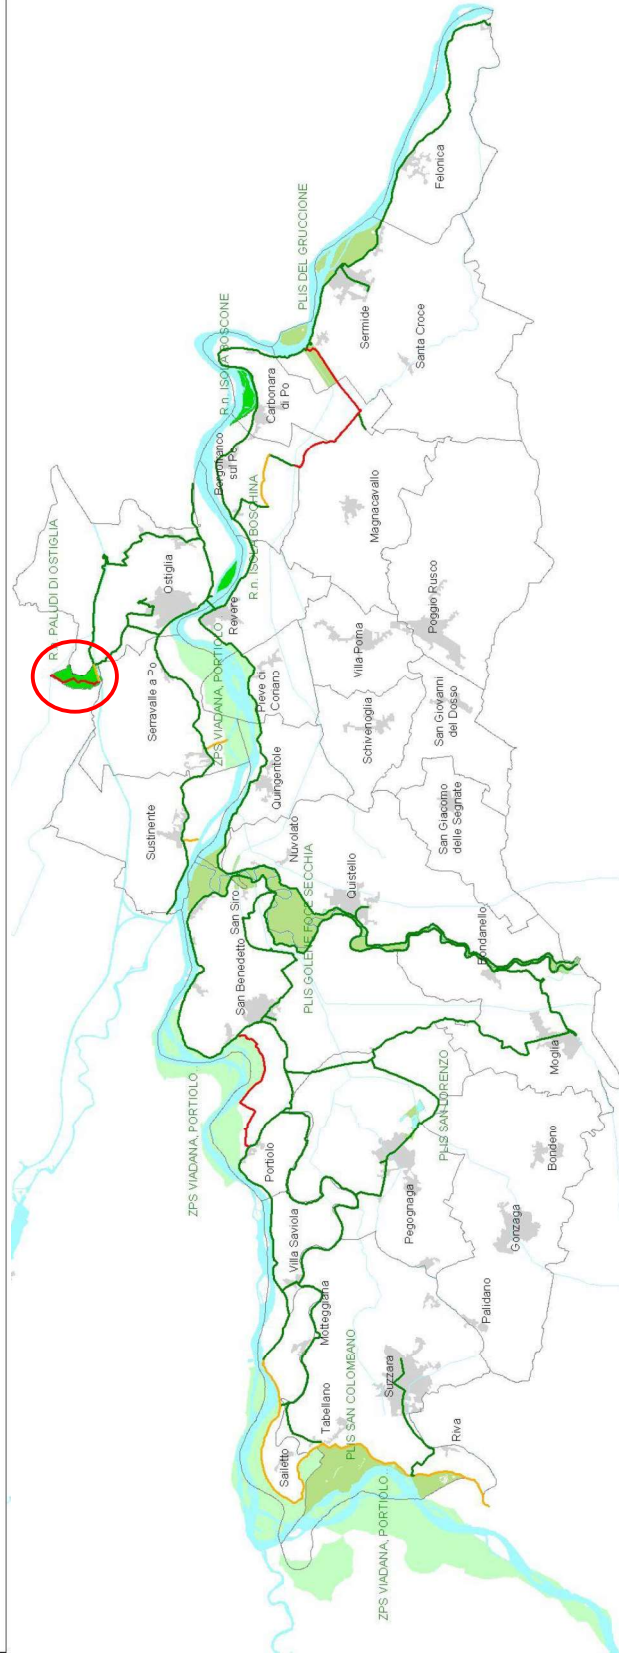 R.n. PALUDI DI OSTIGLIA
Serravalle a Po
Sustinente
Ostiglia
ZPS VIADANA, PORTIOLO...
ZPS VIADANA, PORTIOLO...
R.n. ISOLA BOSCONE
Borgofranco
sul Po
Revere
San Benedetto
San Siro
R.n. ISOLA BOSCHINA
Pieve di
Coriano
Quingentole
Carbonara
di Po
Portiolo
Nuvolato
Villa Saviola
PLIS GOLENE FOCE SECCHIA
PLIS DEL GRUCCIONE
Sailetto
Motteggiana
Tabellano
PLIS SAN COLOMBANO
Quistello
Villa Poma
Schivenoglia
Magnacavallo
Sermide
ZPS VIADANA, PORTIOLO...
Suzzara
Pegognaga
Santa Croce
Poggio Rusco
San Giovanni
del Dosso
San Giacomo
delle Segnate
PLIS SAN LORENZO
Felonica
Riva
Bondanello
Palidano
Gonzaga
Bondeno
Moglia